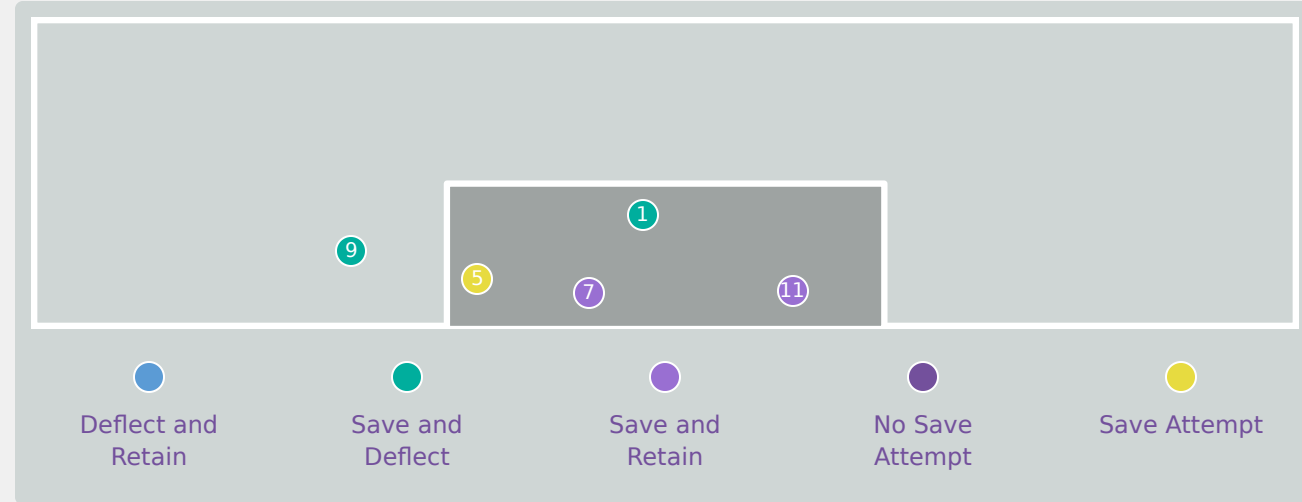 1
9
5
7
11
Deflect and
Retain
Save and
Deflect
Save and
Retain
No Save
Attempt
Save Attempt